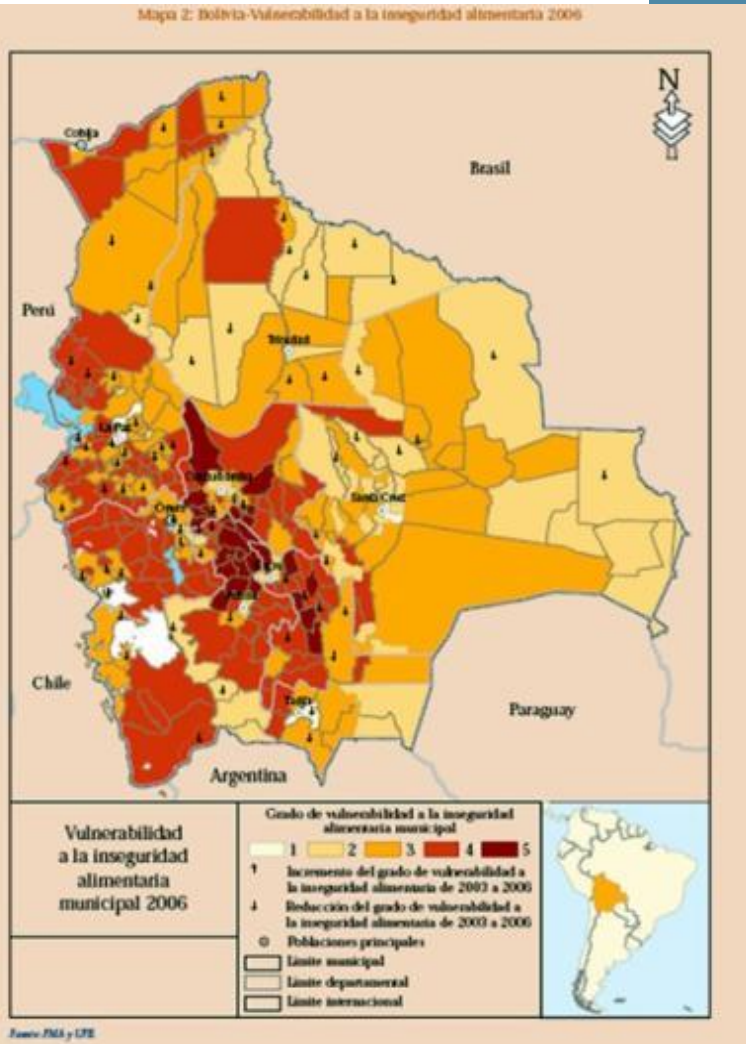 Mapa 2: Bolivia-Vulnerabilidad a la inseguridad alimentaria 2006
N
Cobija
Brasil
Perú
Trinidad
La Paz
Cochabamba
Oruro
Santa Cruz
Chile
Tarija
Paraguay
Argentina
Vulnerabilidad
a la inseguridad
alimentaria
municipal 2006
Grado de vulnerabilidad a la inseguridad
alimentaria municipal
1 2 3 4 5
Incremento del grado de vulnerabilidad a
la inseguridad alimentaria de 2003 a 2006
Reducción del grado de vulnerabilidad a
la inseguridad alimentaria de 2003 a 2006
Poblaciones principales
Límite municipal
Límite departamental
Límite internacional
Fuente: PMA y UPB.